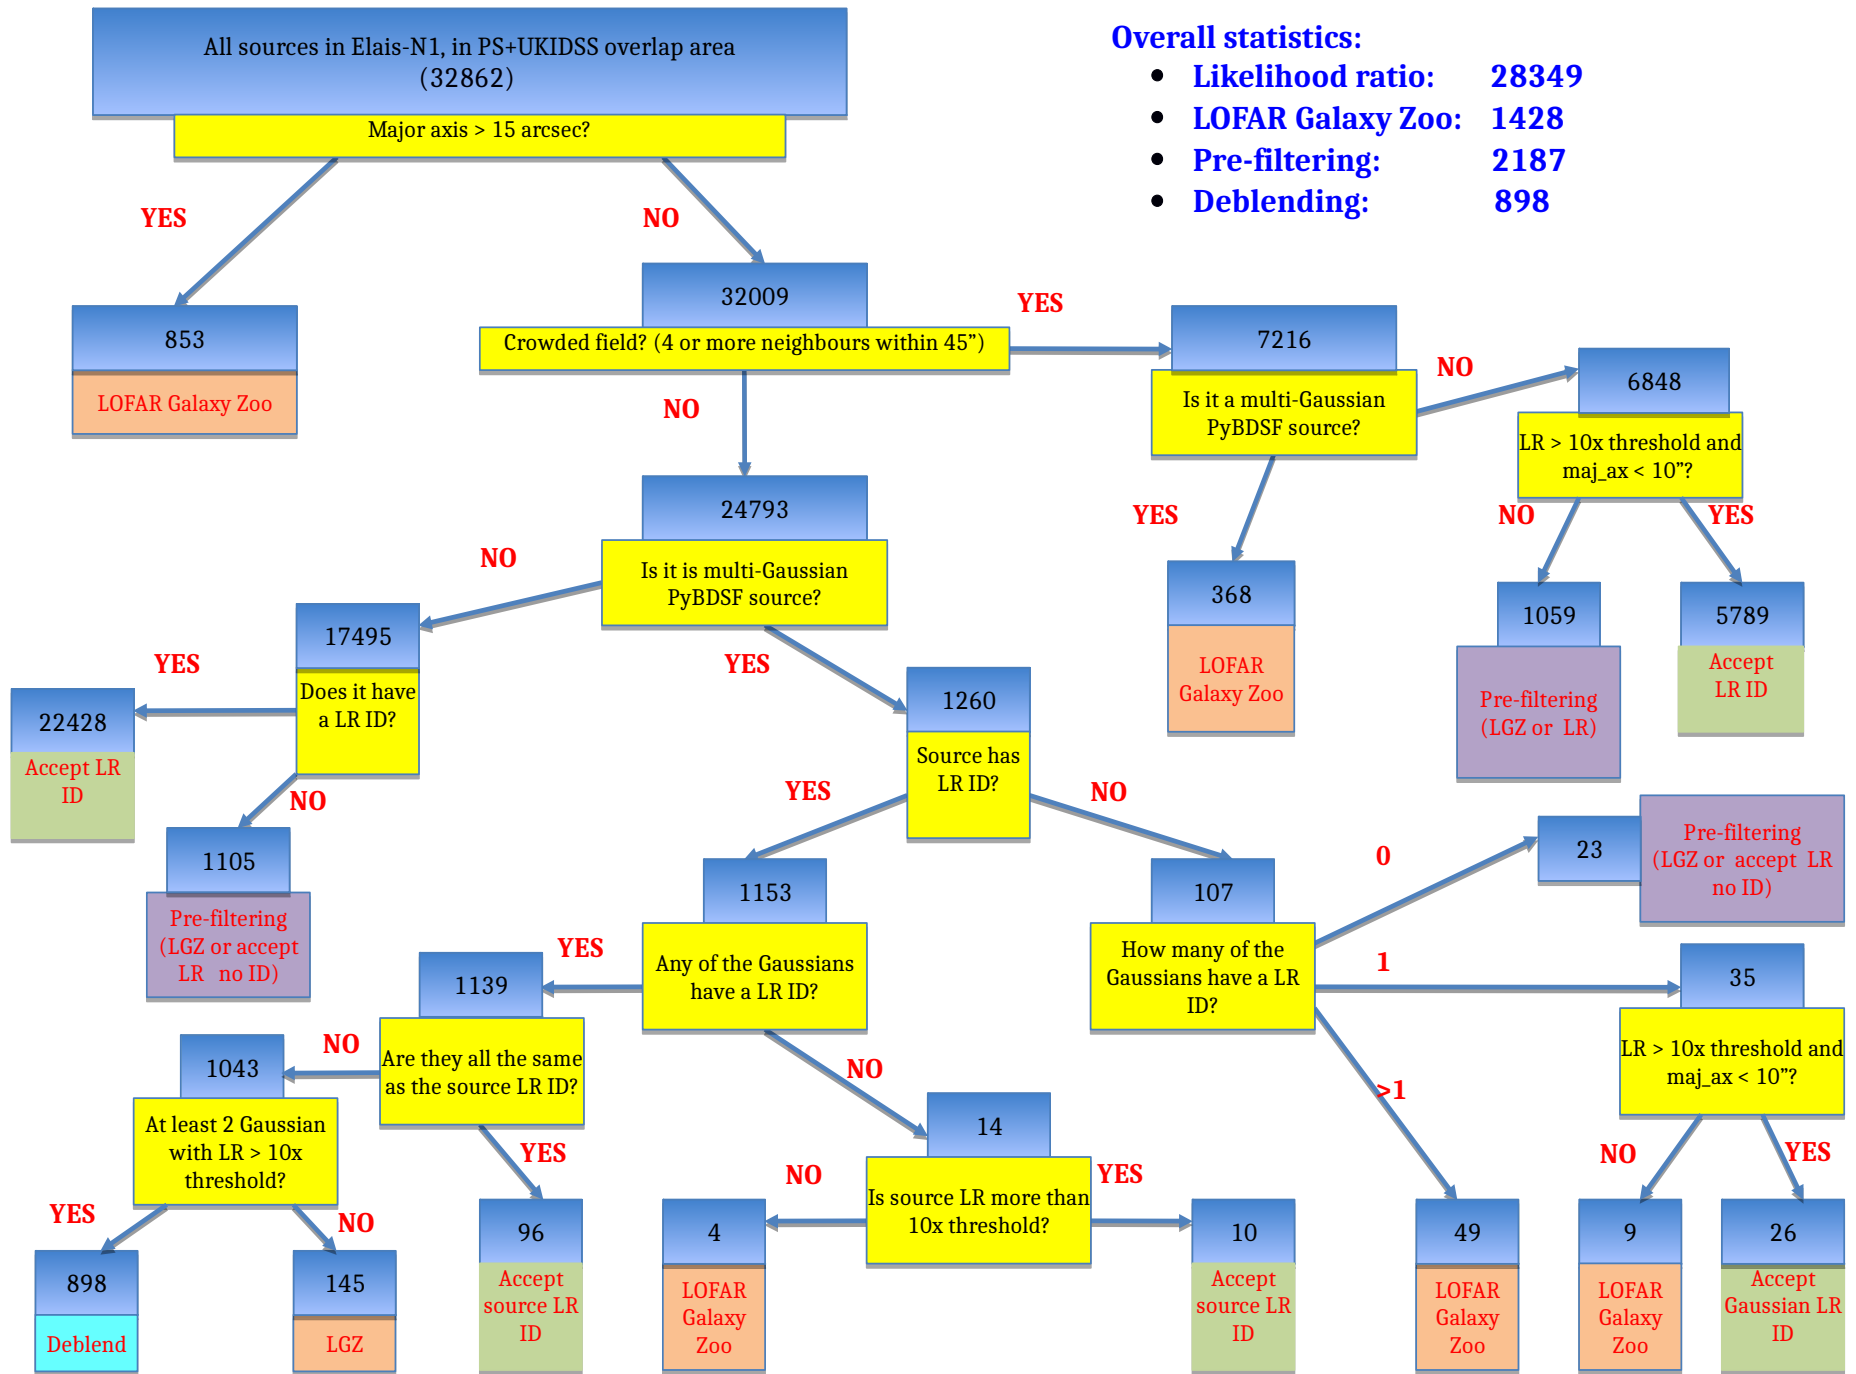 All sources in Elais-N1, in PS+UKIDSS overlap area
(32862)
Major axis > 15 arcsec?
Overall statistics:
• Likelihood ratio: 28349
• LOFAR Galaxy Zoo: 1428
• Pre-filtering: 2187
• Deblending: 898
YES
NO
853
LOFAR Galaxy Zoo
32009
Crowded field? (4 or more neighbours within 45”)
YES
NO
7216
Is it a multi-Gaussian
PyBDSF source?
NO
YES
6848
LR > 10x threshold and
maj_ax < 10”?
NO
YES
368
LOFAR
Galaxy Zoo
1059
Pre-filtering
(LGZ or LR)
5789
Accept
LR ID
24793
Is it is multi-Gaussian
PyBDSF source?
NO
YES
17495
Does it have
a LR ID?
YES
NO
22428
Accept LR
ID
1105
Pre-filtering
(LGZ or accept
LR no ID)
1260
Source has
LR ID?
YES
NO
1153
Any of the Gaussians
have a LR ID?
YES
NO
107
How many of the
Gaussians have a LR
ID?
0
1
>1
23
Pre-filtering
(LGZ or accept LR
no ID)
35
LR > 10x threshold and
maj_ax < 10”?
NO
YES
1139
Are they all the same
as the source LR ID?
NO
YES
1043
At least 2 Gaussian
with LR > 10x
threshold?
YES
NO
14
Is source LR more than
10x threshold?
NO
YES
898
Deblend
145
LGZ
96
Accept
source LR
ID
4
LOFAR
Galaxy
Zoo
10
Accept
source LR
ID
49
LOFAR
Galaxy
Zoo
9
LOFAR
Galaxy
Zoo
26
Accept
Gaussian LR
ID